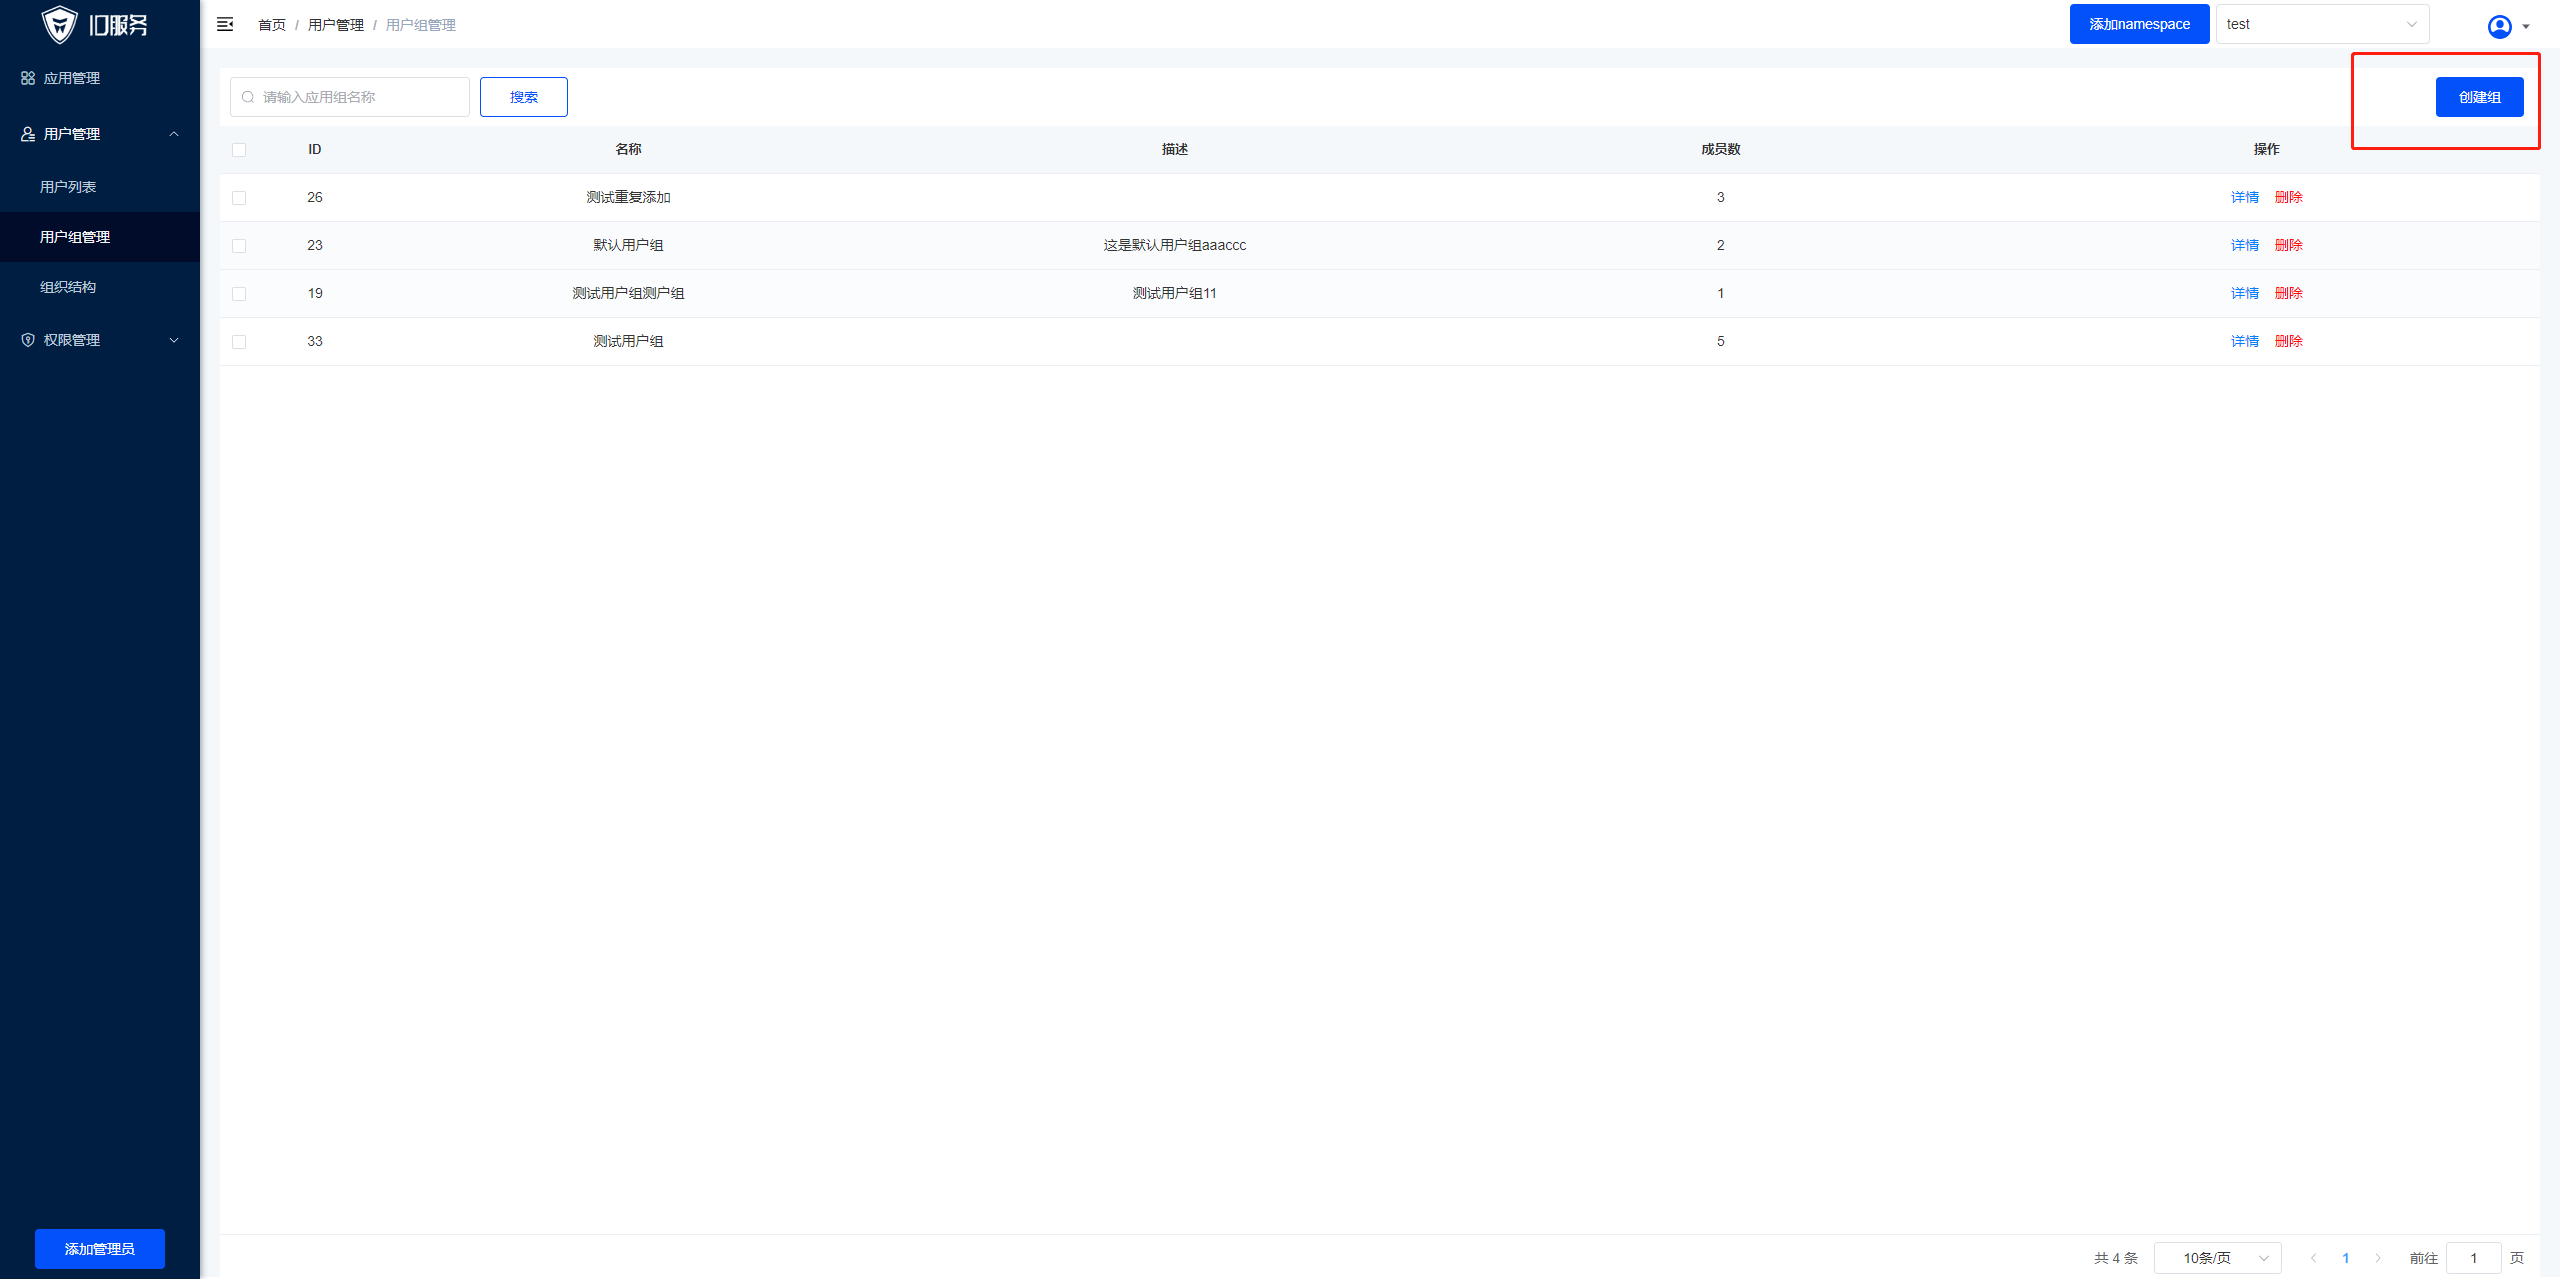 ID服务
首页 / 用户管理 / 用户组管理
添加namespace
test
应用管理
用户管理
用户列表
用户组管理
组织结构
权限管理
添加管理员
请输入应用组名称
搜索
创建组
ID 名称 描述 成员数 操作
26 测试重复添加 3 详情 删除
23 默认用户组 这是默认用户组aaaccc 2 详情 删除
19 测试用户组测户组 测试用户组11 1 详情 删除
33 测试用户组 5 详情 删除
共 4 条 10条/页 1 前往 1 页